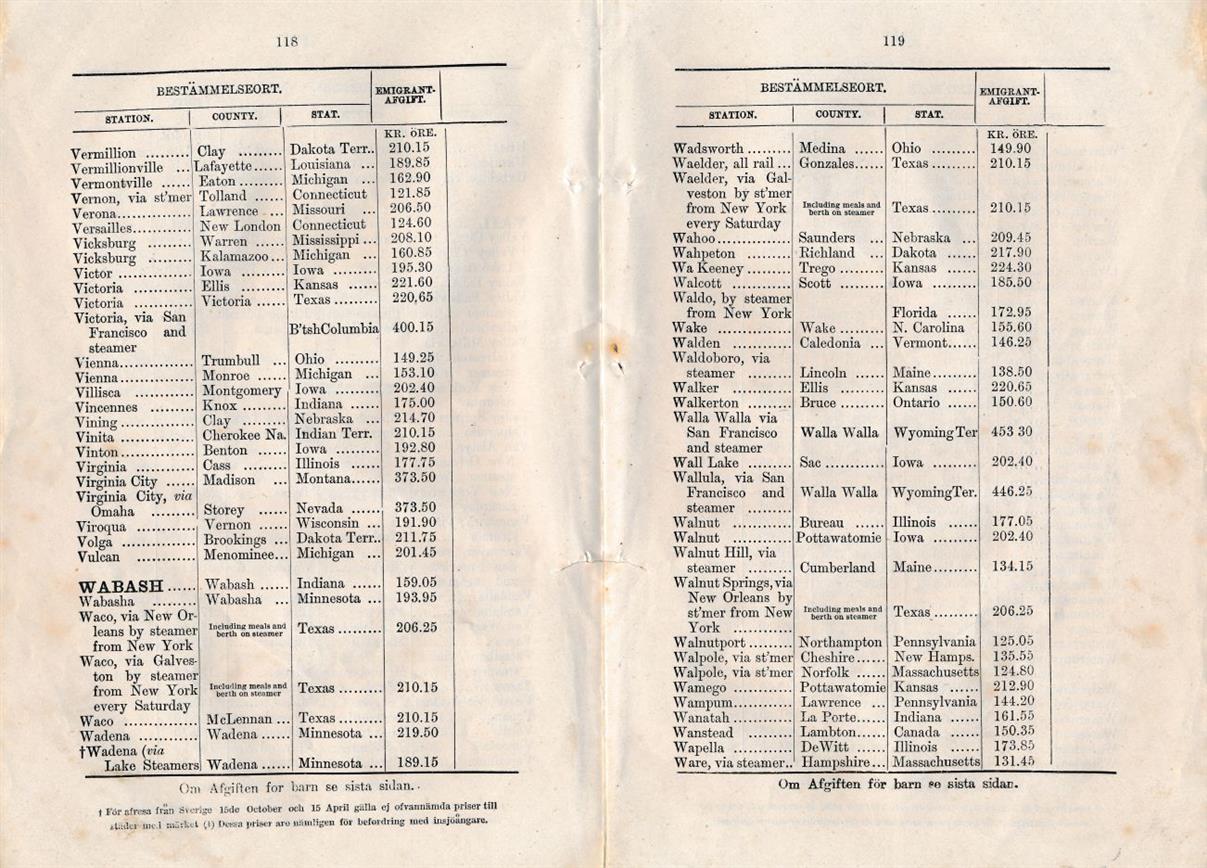 118
BESTÄMMELSEORT. EMIGRANT-
AFGIFT.
STATION. COUNTY. STAT.
KR. ÖRE.
Vermillion ......... Clay ......... Dakota Terr.. 210.15
Vermillionville ... Lafayette...... Louisiana ... 189.85
Vermontville ...... Eaton ......... Michigan ... 162.90
Vernon, via st'mer Tolland ...... Connecticut 121.85
Verona............... Lawrence ... Missouri ... 206.50
Versailles............ New London Connecticut 124.60
Vicksburg ......... Warren ...... Mississippi... 208.10
Vicksburg ......... Kalamazoo... Michigan ... 160.85
Victor ............... Iowa ......... Iowa ......... 195.30
Victoria ............ Ellis ......... Kansas ...... 221.60
Victoria ............ Victoria ...... Texas......... 220,65
Victoria, via San
Francisco and B'tshColumbia 400.15
steamer
Vienna............... Trumbull ... Ohio ......... 149.25
Vienna............... Monroe ...... Michigan ... 153.10
Villisca ............ Montgomery Iowa ......... 202.40
Vincennes ......... Knox ......... Indiana ...... 175.00
Vining............... Clay ......... Nebraska ... 214.70
Vinita ............... Cherokee Na. Indian Terr. 210.15
Vinton............... Benton ...... Iowa ......... 192.80
Virginia ............ Cass ......... Illinois ...... 177.75
Virginia City ...... Madison ... Montana...... 373.50
Virginia City, via
Omaha ......... Storey ...... Nevada ...... 373.50
Viroqua ............ Vernon ...... Wisconsin ... 191.90
Volga ............... Brookings ... Dakota Terr.. 211.75
Vulcan ............ Menominee... Michigan ... 201.45
WABASH...... Wabash ...... Indiana ...... 159.05
Wabasha ......... Wabasha ... Minnesota ... 193.95
Waco, via New Or-
leans by steamer Including meals and berth on steamer Texas......... 206.25
from New York
Waco, via Galves-
ton by steamer
from New York Including meals and berth on steamer Texas......... 210.15
every Saturday
Waco ............... McLennan ... Texas......... 210.15
Wadena ............ Wadena...... Minnesota ... 219.50
†Wadena (via
Lake Steamers Wadena...... Minnesota ... 189.15
Om Afgiften for barn se sista sidan.
† För afresa från Sverige 15de October och 15 April gälla ej ofvannämda priser till
städer med märket (†) Dessa priser aro nämligen för befordring med insjöångare.
119
BESTÄMMELSEORT. EMIGRANT-
AFGIFT.
STATION. COUNTY. STAT.
KR. ÖRE.
Wadsworth ......... Medina ...... Ohio ......... 149.90
Waelder, all rail ... Gonzales...... Texas......... 210.15
Waelder, via Gal-
veston by st'mer
from New York Including meals and berth on steamer Texas......... 210.15
every Saturday
Wahoo............... Saunders ... Nebraska ... 209.45
Wahpeton ......... Richland ... Dakota ...... 217.90
Wa Keeney......... Trego......... Kansas ...... 224.30
Walcott ............ Scott ......... Iowa ......... 185.50
Waldo, by steamer
from New York Florida ...... 172.95
Wake ............... Wake......... N. Carolina 155.60
Walden ............ Caledonia ... Vermont...... 146.25
Waldoboro, via
steamer ......... Lincoln ...... Maine......... 138.50
Walker ............ Ellis ......... Kansas ...... 220.65
Walkerton ......... Bruce ......... Ontario ...... 150.60
Walla Walla via
San Francisco Walla Walla WyomingTer 453 30
and steamer
Wall Lake ......... Sac............ Iowa ......... 202.40
Wallula, via San
Francisco and Walla Walla WyomingTer. 446.25
steamer .........
Walnut ............ Bureau ...... Illinois ...... 177.05
Walnut ............ Pottawatomie Iowa ......... 202.40
Walnut Hill, via
steamer ......... Cumberland Maine......... 134.15
Walnut Springs, via
New Orleans by
st'mer from New Including meals and berth on steamer Texas......... 206.25
York ............
Walnutport......... Northampton Pennsylvania 125.05
Walpole, via st'mer Cheshire...... New Hamps. 135.55
Walpole, via st'mer Norfolk ...... Massachusetts 124.80
Wamego ............ Pottawatomie Kansas ...... 212.90
Wampum............ Lawrence ... Pennsylvania 144.20
Wanatah............ La Porte...... Indiana ...... 161.55
Wanstead ......... Lambton...... Canada ...... 150.35
Wapella ............ DeWitt ...... Illinois ...... 173.85
Ware, via steamer.. Hampshire... Massachusetts 131.45
Om Afgiften för barn se sista sidan.